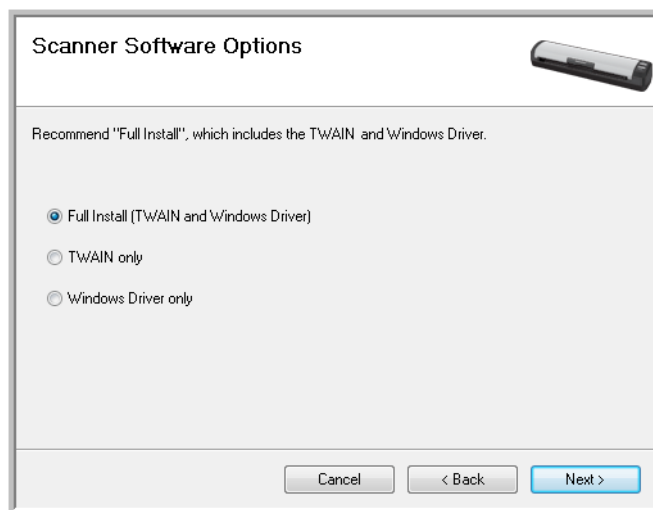 Scanner Software Options
Recommend "Full Install", which includes the TWAIN and Windows Driver.
Full Install (TWAIN and Windows Driver)
TWAIN only
Windows Driver only
Cancel
< Back
Next >